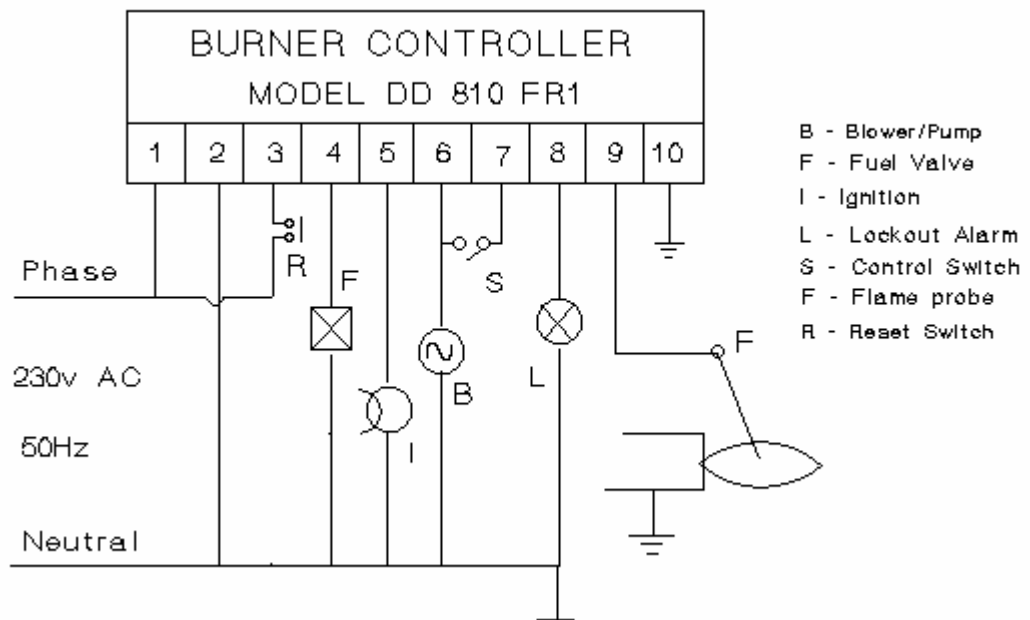 BURNER CONTROLLER
MODEL DD 810 FR1
1 2 3 4 5 6 7 8 9 10
B - Blower/Pump
F - Fuel Valve
I - Ignition
L - Lockout Alarm
S - Control Switch
F - Flame probe
R - Reset Switch
Phase
R
F
S
F
230v AC
B
L
50Hz
I
Neutral